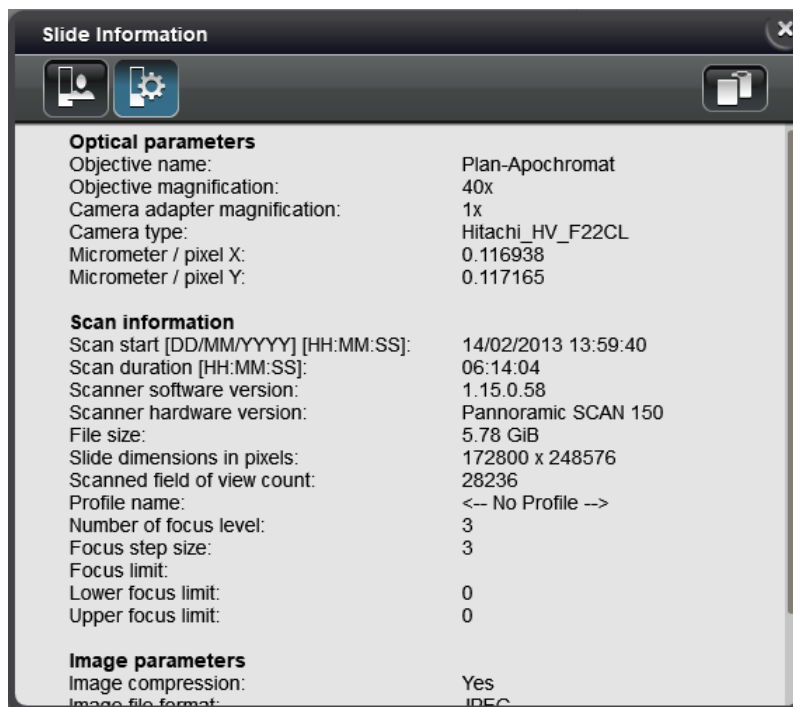 Slide Information
Optical parameters
Objective name: Plan-Apochromat
Objective magnification: 40x
Camera adapter magnification: 1x
Camera type: Hitachi_HV_F22CL
Micrometer / pixel X: 0.116938
Micrometer / pixel Y: 0.117165
Scan information
Scan start [DD/MM/YYYY] [HH:MM:SS]: 14/02/2013 13:59:40
Scan duration [HH:MM:SS]: 06:14:04
Scanner software version: 1.15.0.58
Scanner hardware version: Pannoramic SCAN 150
File size: 5.78 GiB
Slide dimensions in pixels: 172800 x 248576
Scanned field of view count: 28236
Profile name: <-- No Profile -->
Number of focus level: 3
Focus step size: 3
Focus limit:
Lower focus limit: 0
Upper focus limit: 0
Image parameters
Image compression: Yes
Image file format: JPEG